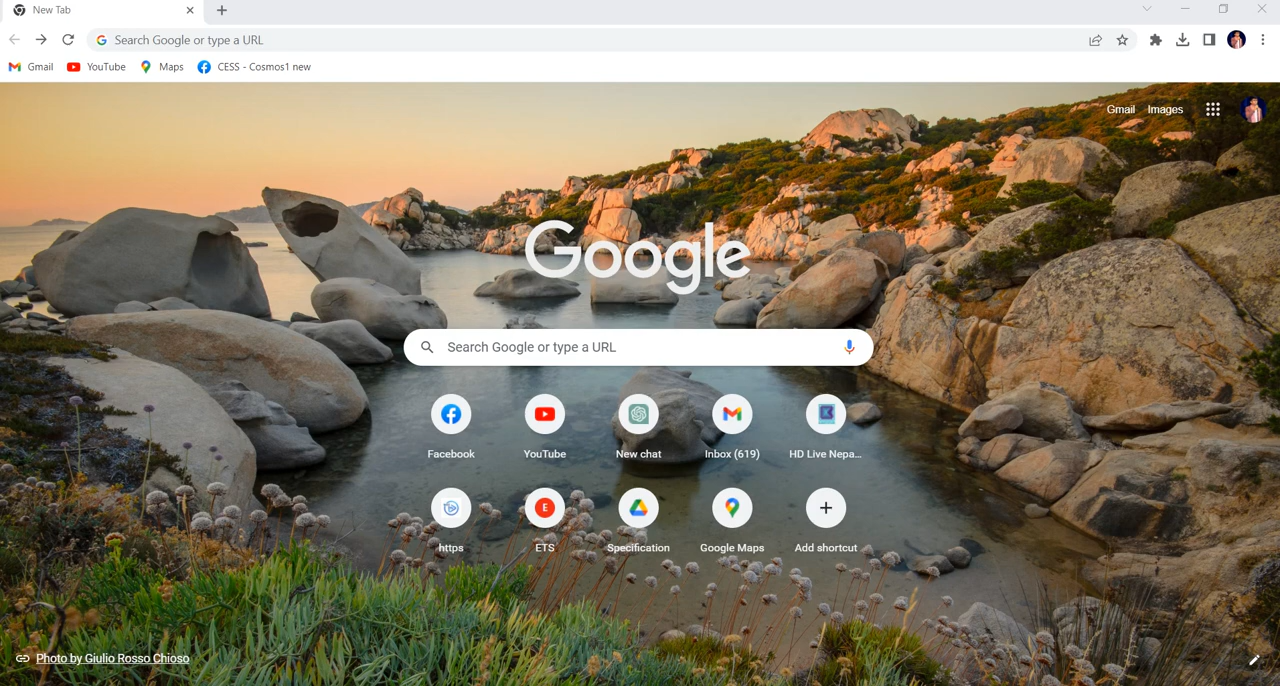 New Tab
Search Google or type a URL
Gmail YouTube Maps CESS - Cosmos1 new
Gmail Images
Google
Search Google or type a URL
Facebook YouTube New chat Inbox (619) HD Live Nepa...
E
https ETS Specification Google Maps Add shortcut
Photo by Giulio Rosso Chioso